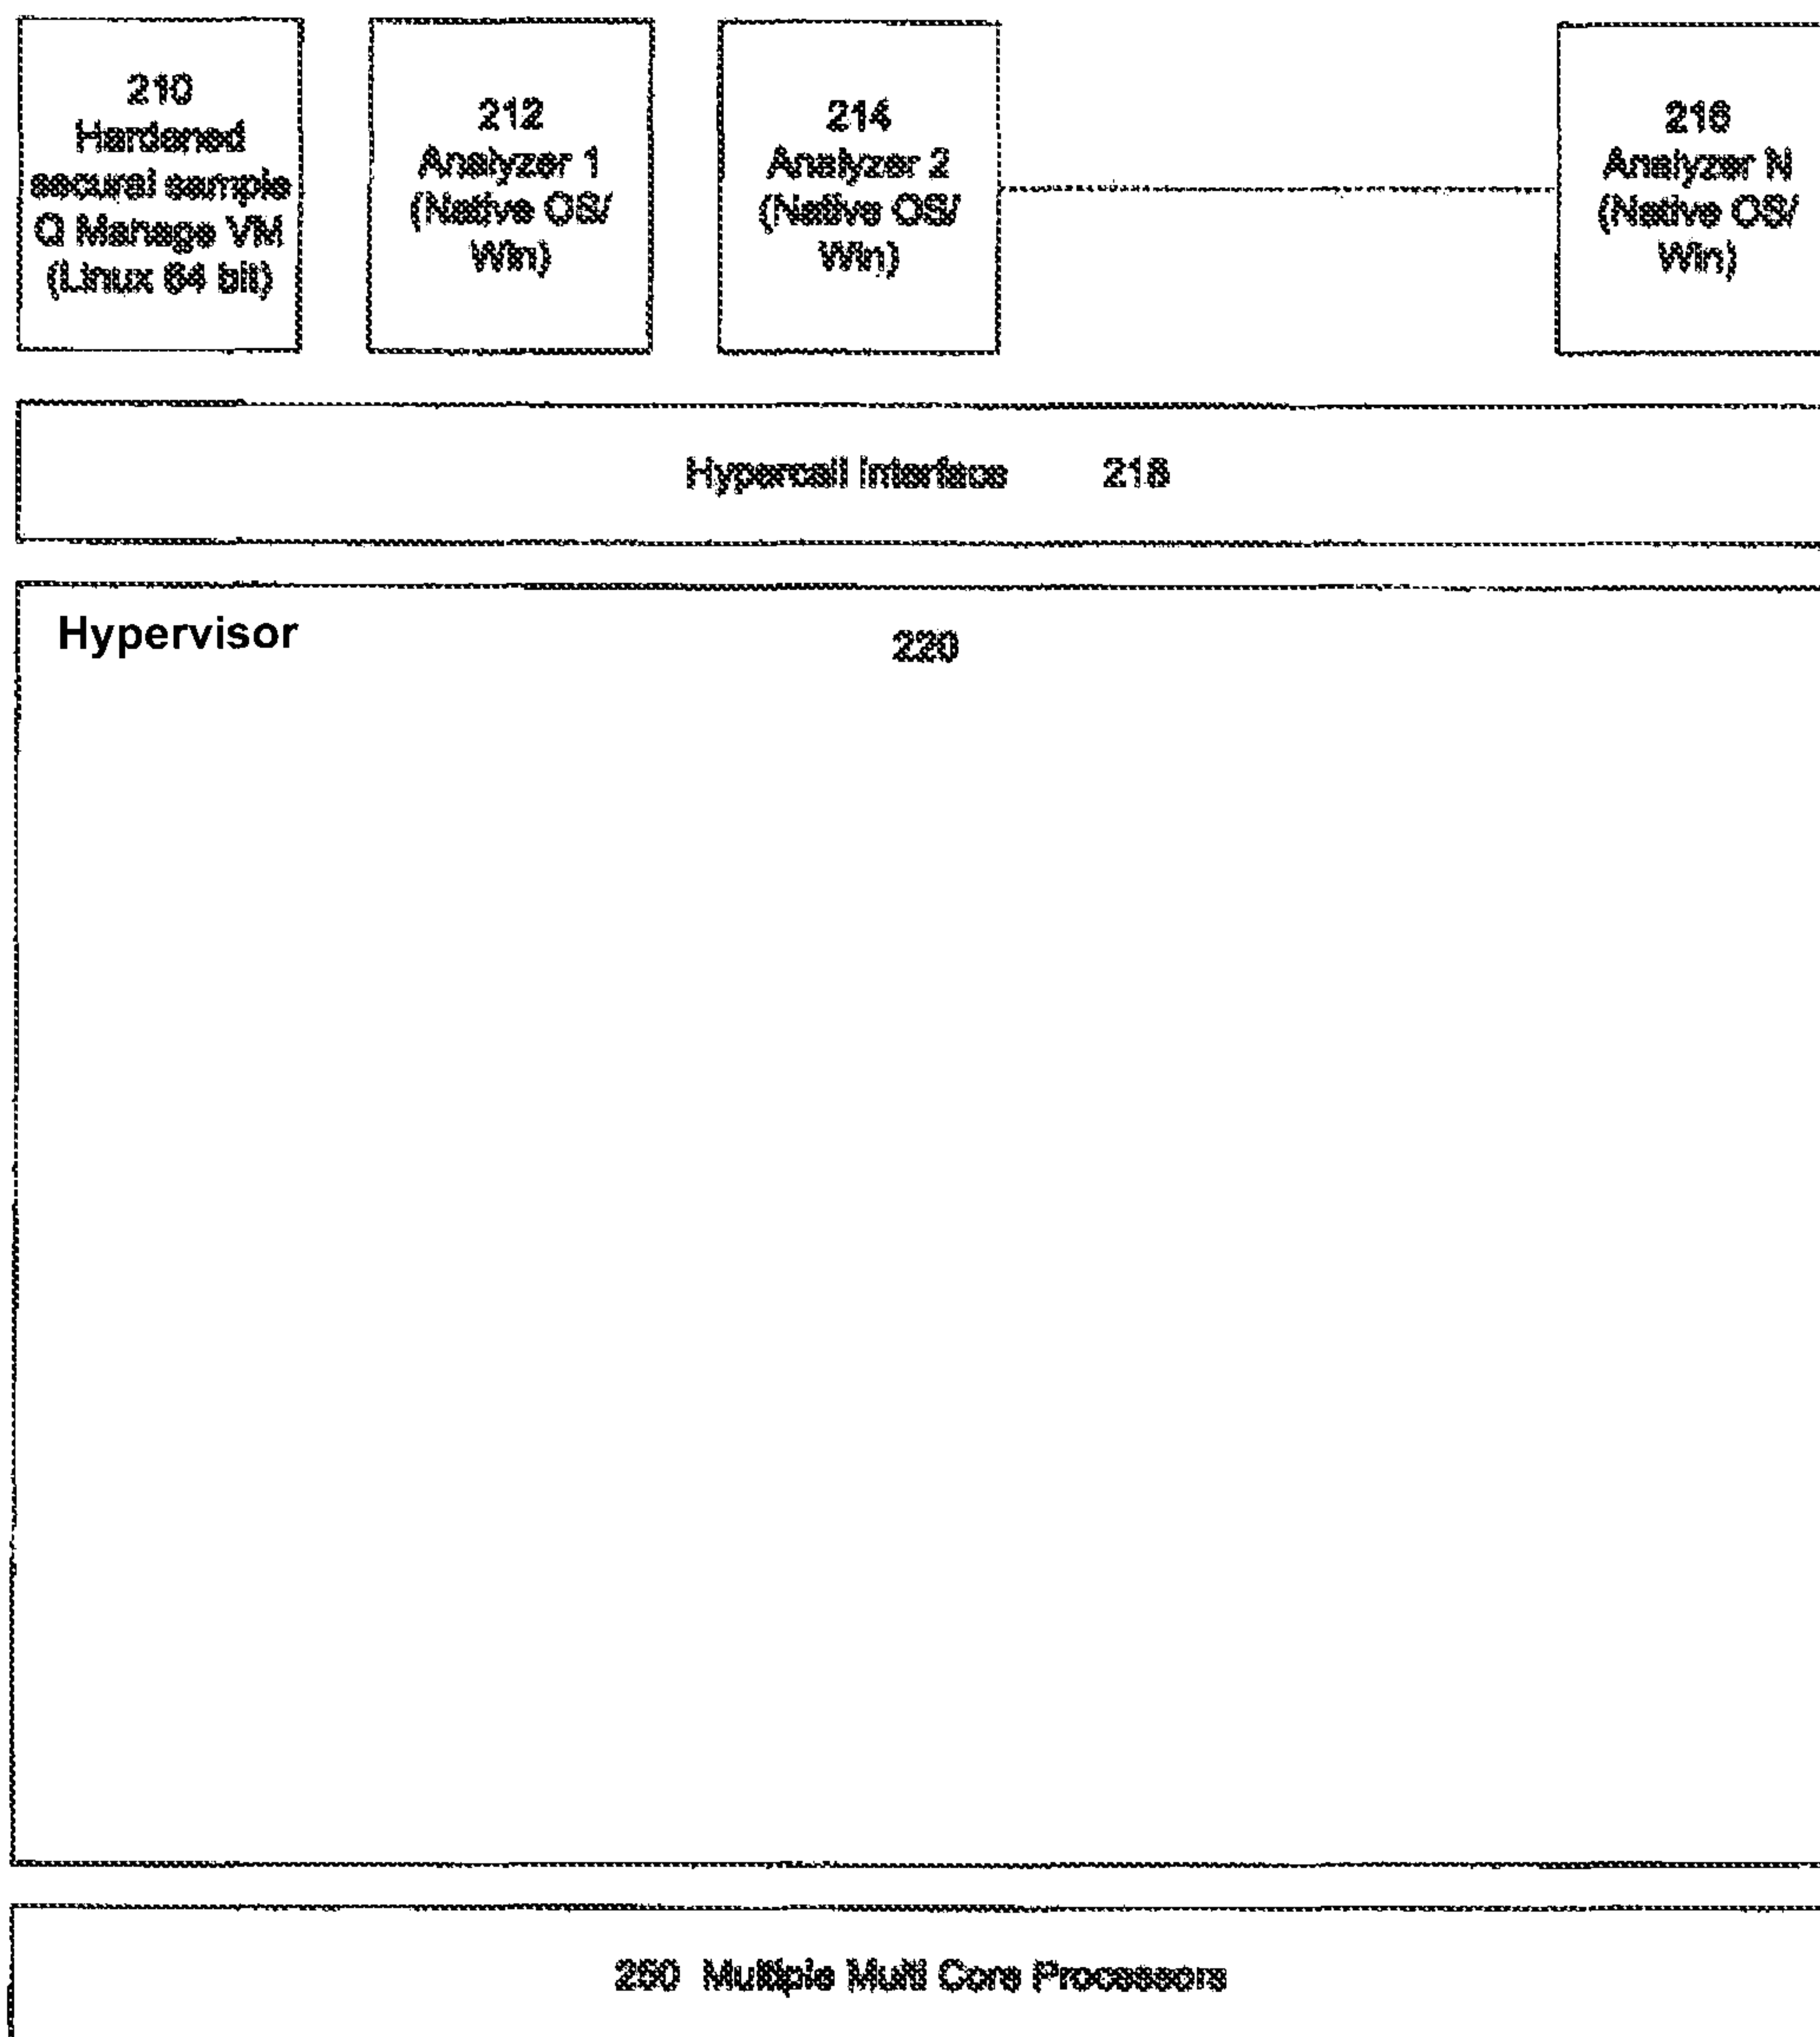 210
Hardened
secure/ sample
Q Manage VM
(Linux 64 bit)
212
Analyzer 1
(Native OS/
Win)
214
Analyzer 2
(Native OS/
Win)
216
Analyzer N
(Native OS/
Win)
Hypercall Interface 218
Hypervisor
220
Multiple Multi Core Processors